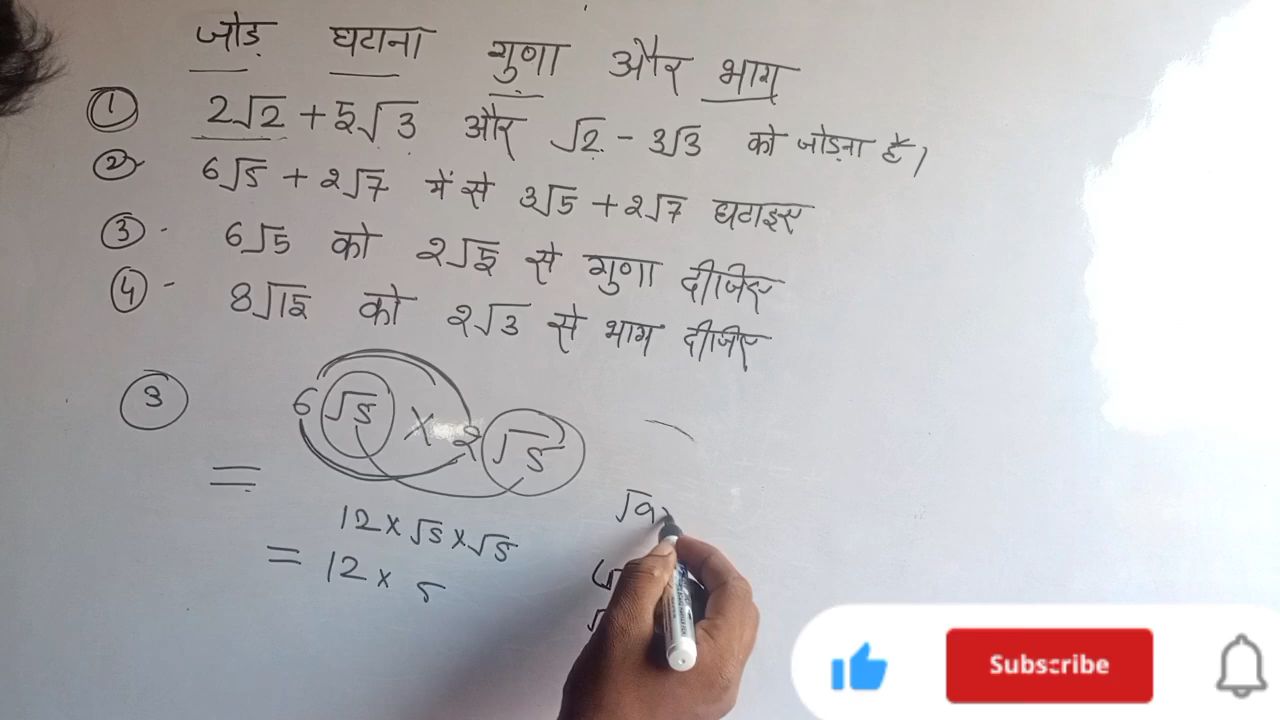 जोड़ घटाना गुणा और भाग
① 2√2 + 5√3 और √2 - 3√3 को जोड़ना है।
② 6√5 + 2√7 में से 3√5 + 2√7 घटाइए
③ 6√5 को 2√5 से गुणा दीजिए
④ 8√15 को 2√3 से भाग दीजिए
③ 6√5 × 2√5
=
12 × √5 × √5
= 12 × 5
√a
Subscribe